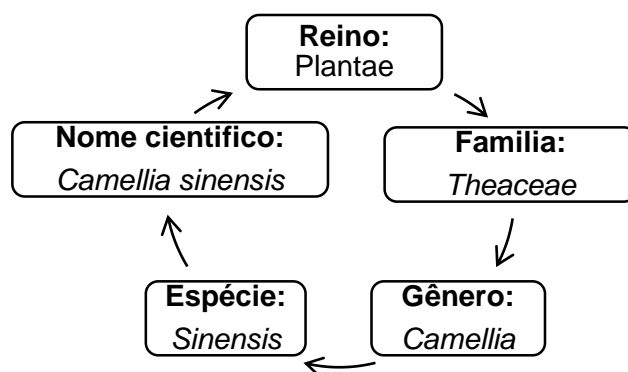 Reino:
Plantae
Familia:
Theaceae
Gênero:
Camellia
Espécie:
Sinensis
Nome cientifico:
Camellia sinensis